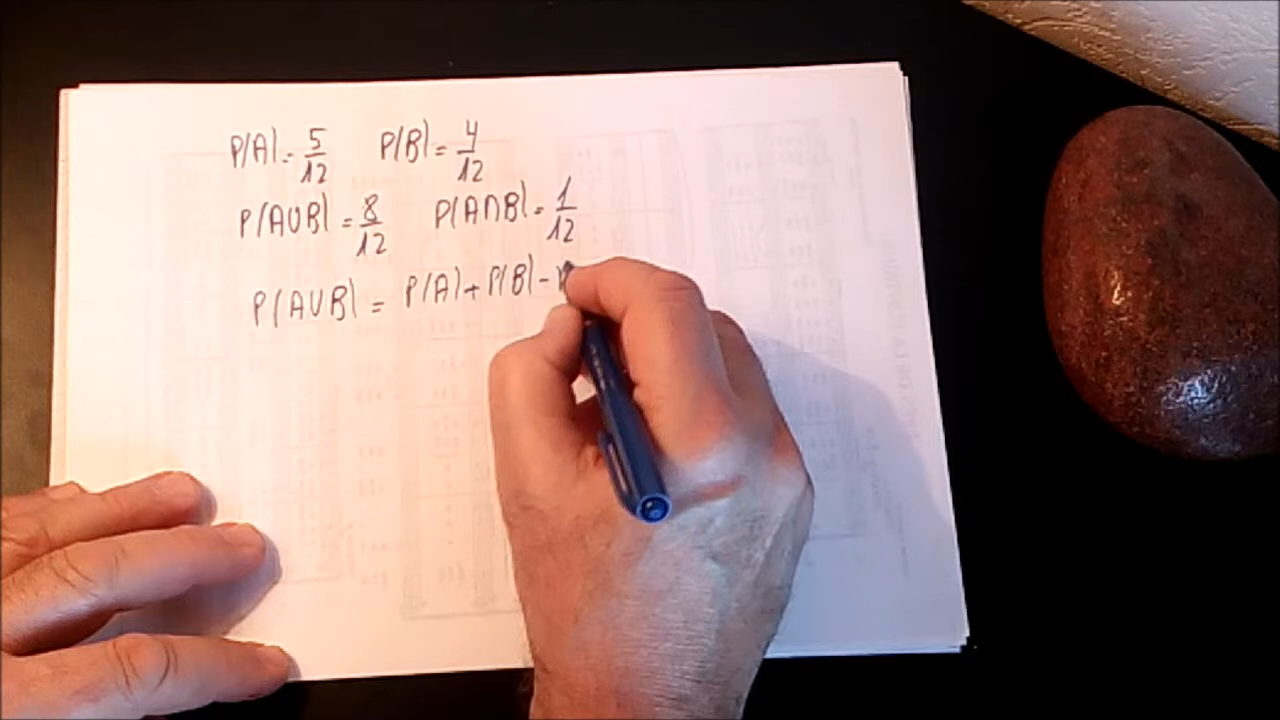 P(A) = 5/12 P(B) = 4/12
P(A∪B) = 8/12 P(A∩B) = 1/12
P(A∪B) = P(A) + P(B) -